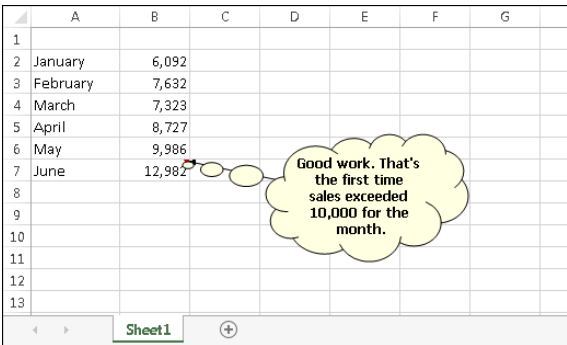 A B C D E F G
1
2 January 6,092
3 February 7,632
4 March 7,323
5 April 8,727
6 May 9,986
7 June 12,982
8
9
10
11
12
13
Good work. That's
the first time
sales exceeded
10,000 for the
month.
Sheet1